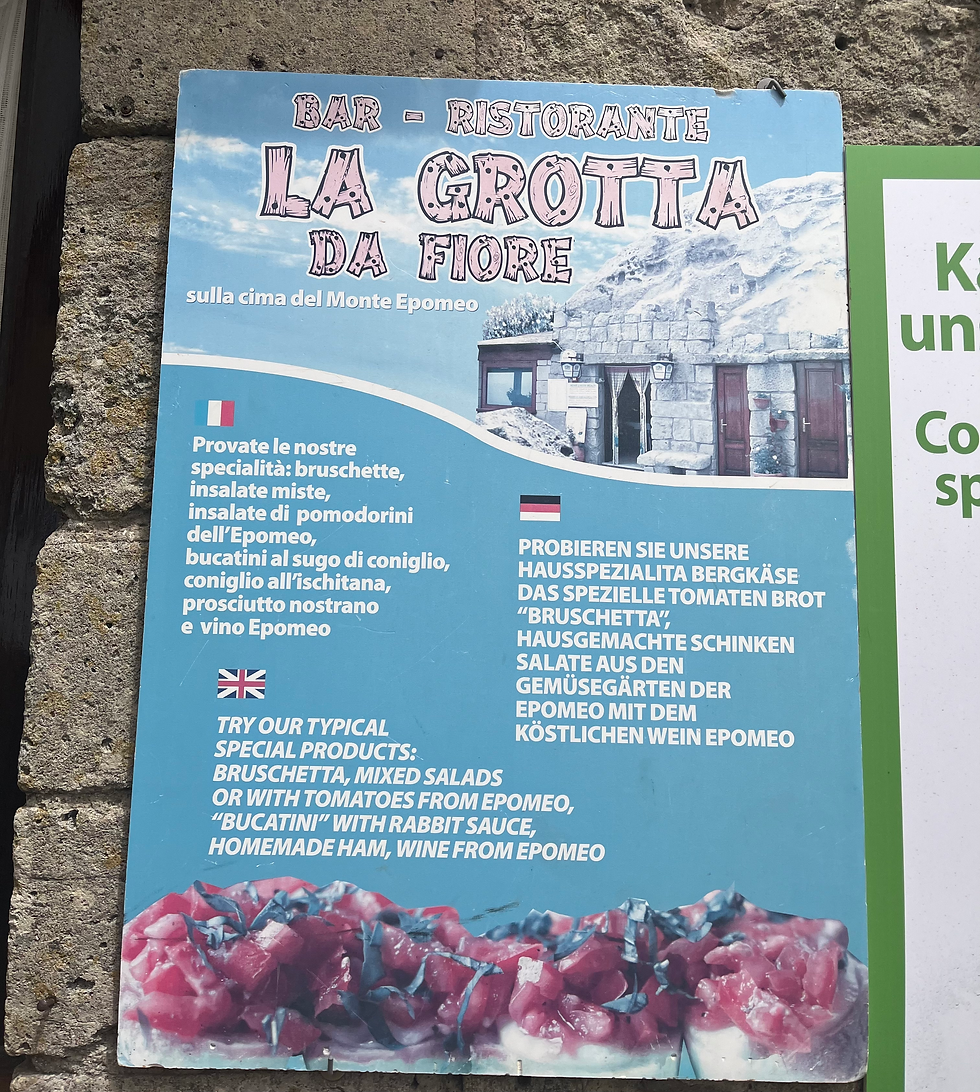 BAR - RISTORANTE
LA GROTTA
DA FIORE
sulla cima del Monte Epomeo
Provate le nostre
specialità: bruschette,
insalate miste,
insalate di pomodorini
dell'Epomeo,
bucatini al sugo di coniglio,
coniglio all'ischitana,
prosciutto nostrano
e vino Epomeo
PROBIEREN SIE UNSERE
HAUSSPEZIALITA BERGKÄSE
DAS SPEZIELLE TOMATEN BROT
"BRUSCHETTA",
HAUSGEMACHTE SCHINKEN
SALATE AUS DEN
GEMÜSEGÄRTEN DER
EPOMEO MIT DEM
KÖSTLICHEN WEIN EPOMEO
TRY OUR TYPICAL
SPECIAL PRODUCTS:
BRUSCHETTA, MIXED SALADS
OR WITH TOMATOES FROM EPOMEO,
"BUCATINI" WITH RABBIT SAUCE,
HOMEMADE HAM, WINE FROM EPOMEO
un
Co
sp